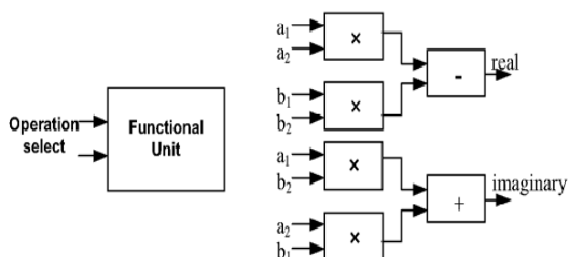 Operation
select
Functional
Unit
a₁
a₂
×
b₁
b₂
×
-
real
a₁
b₂
×
a₂
b₁
×
+
imaginary